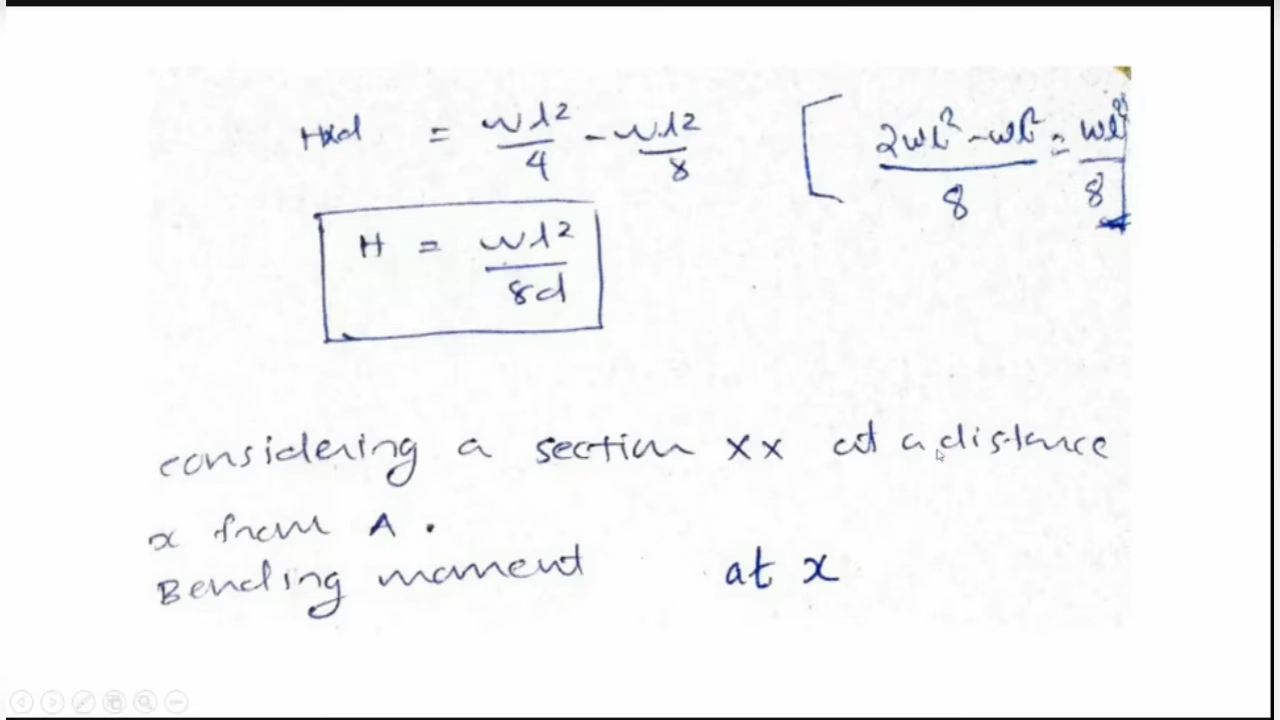 H×d = wl²/4 - wl²/8 [ (2wl² - wl²)/8 = wl²/8 ]
H = wl²/8d
considering a section XX at a distance
x from A.
Bending moment at x